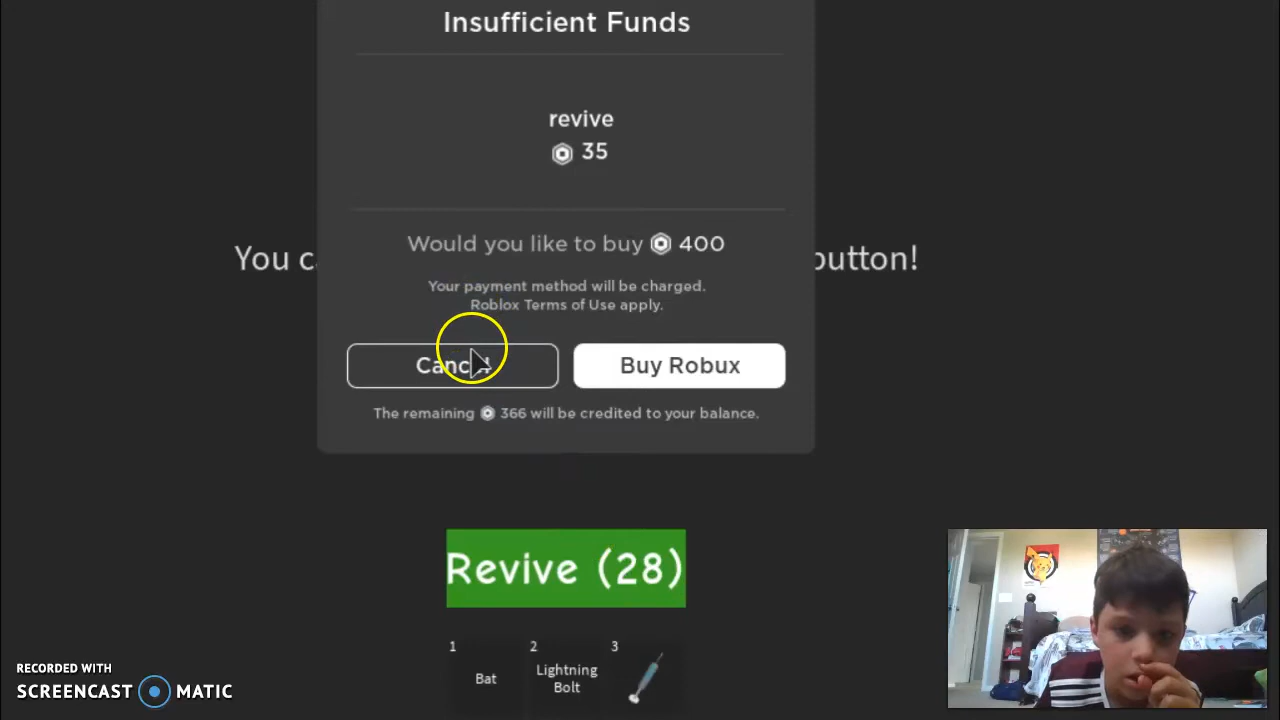 Insufficient Funds
revive
35
Would you like to buy 400
You c
button!
Your payment method will be charged.
Roblox Terms of Use apply.
Cancel
Buy Robux
The remaining 366 will be credited to your balance.
Revive (28)
1
2
3
Bat
Lightning
Bolt
RECORDED WITH
SCREENCAST MATIC